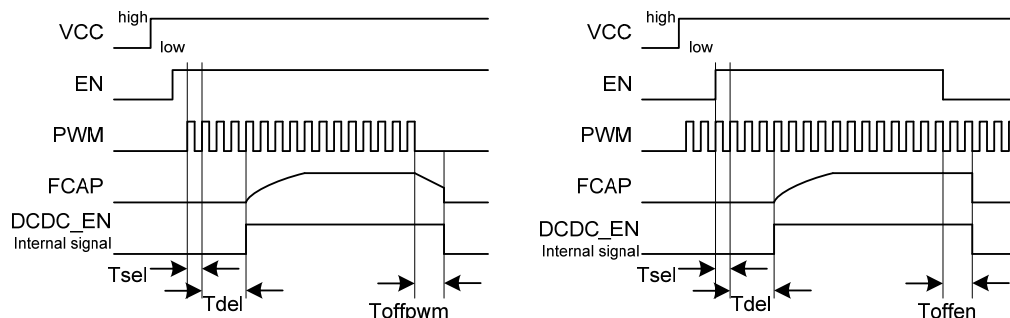 VCC
high
low
EN
PWM
FCAP
DCDC_EN
Internal signal
Tsel
Tdel
Toffpwm
VCC
high
low
EN
PWM
FCAP
DCDC_EN
Internal signal
Tsel
Tdel
Toffen